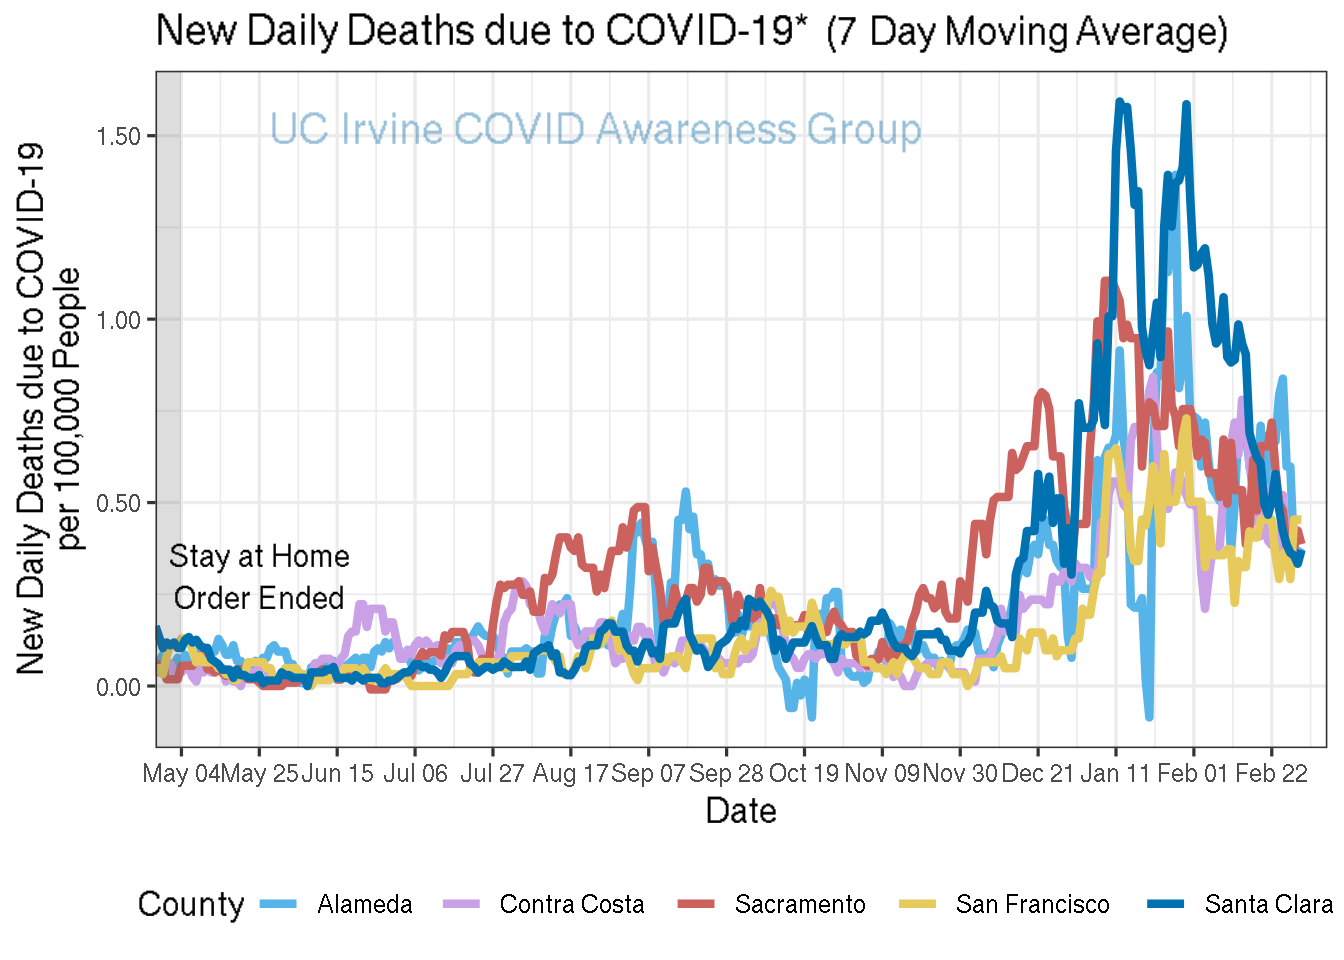 New Daily Deaths due to COVID-19* (7 Day Moving Average)
UC Irvine COVID Awareness Group
New Daily Deaths due to COVID-19
per 100,000 People
1.50
1.00
0.50
0.00
Stay at Home
Order Ended
May 04 May 25 Jun 15 Jul 06 Jul 27 Aug 17 Sep 07 Sep 28 Oct 19 Nov 09 Nov 30 Dec 21 Jan 11 Feb 01 Feb 22
Date
County Alameda Contra Costa Sacramento San Francisco Santa Clara